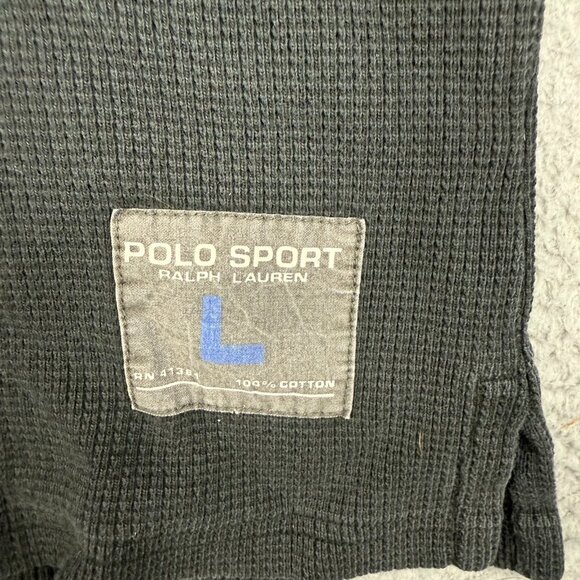 POLO SPORT
RALPH LAUREN
L
RN 41381
100% COTTON